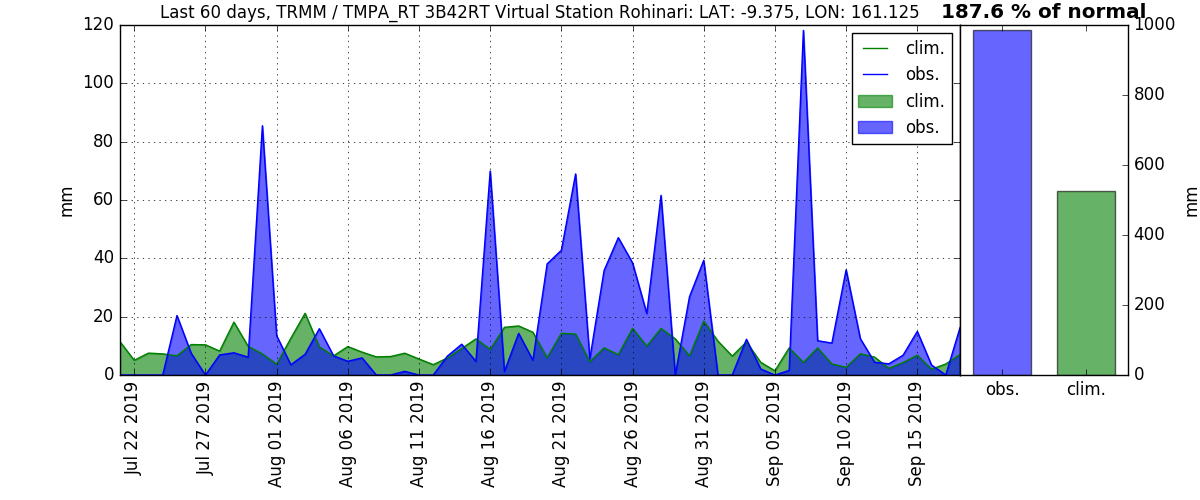 Last 60 days, TRMM / TMPA_RT 3B42RT Virtual Station Rohinari: LAT: -9.375, LON: 161.125
187.6 % of normal
120
100
80
60
40
20
0
mm
clim.
obs.
clim.
obs.
Jul 22 2019
Jul 27 2019
Aug 01 2019
Aug 06 2019
Aug 11 2019
Aug 16 2019
Aug 21 2019
Aug 26 2019
Aug 31 2019
Sep 05 2019
Sep 10 2019
Sep 15 2019
1000
800
600
400
200
0
mm
obs.
clim.